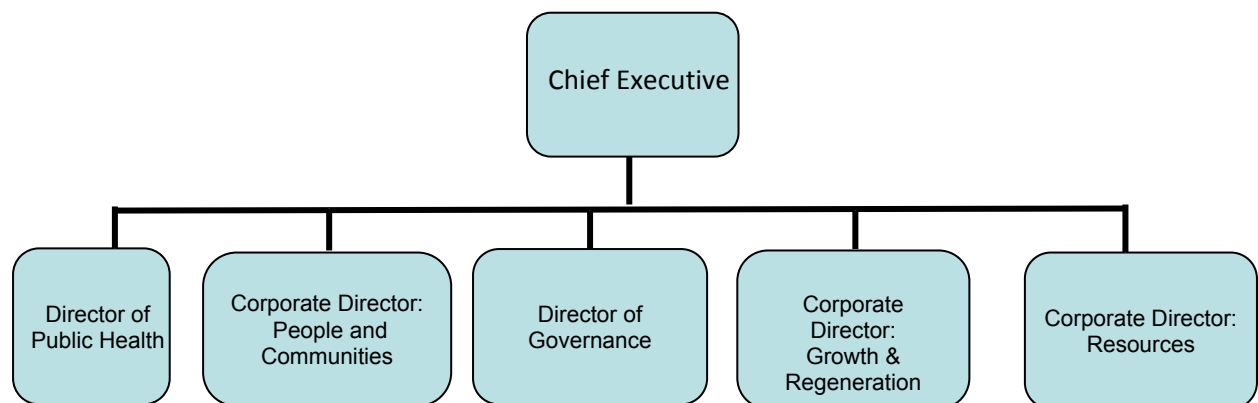 Chief Executive
Director of
Public Health
Corporate Director:
People and
Communities
Director of
Governance
Corporate
Director:
Growth &
Regeneration
Corporate Director:
Resources